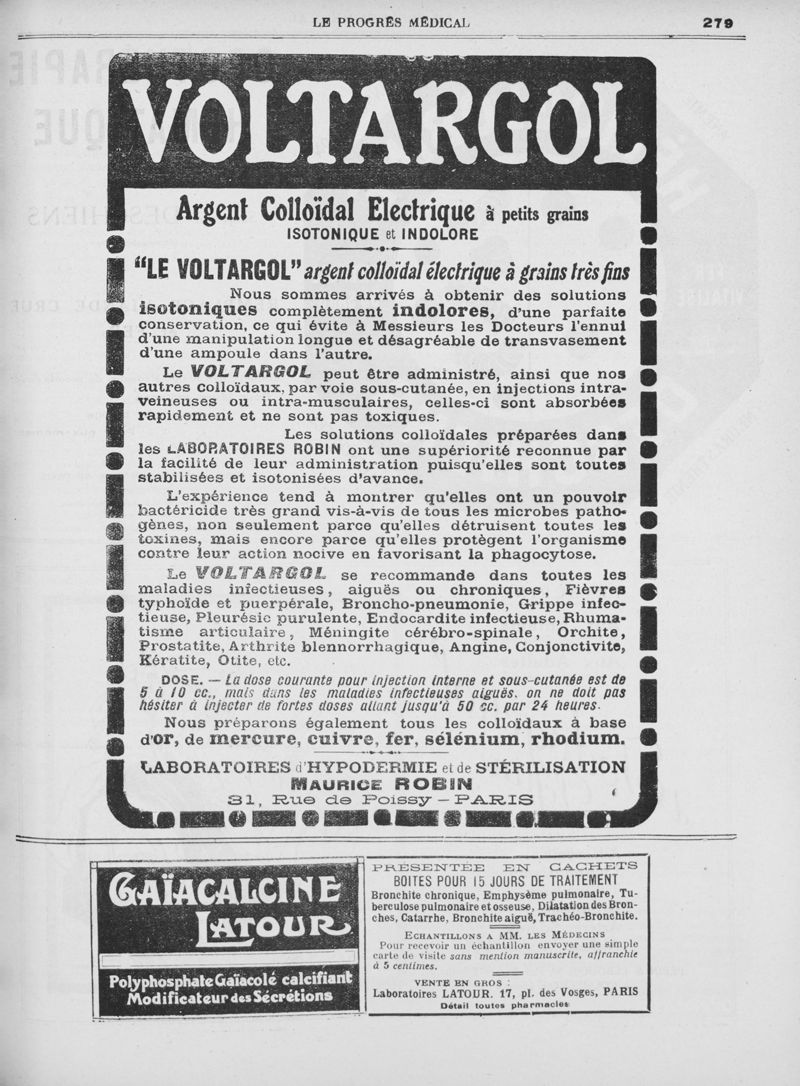 LE PROGRÈS MÉDICAL
279
VOLTARGOL
Argent Colloïdal Electrique à petits grains
ISOTONIQUE et INDOLORE
“LE VOLTARGOL” argent colloïdal électrique à grains très fins
Nous sommes arrivés à obtenir des solutions
isotoniques complètement indolores, d'une parfaite
conservation, ce qui évite à Messieurs les Docteurs l'ennui
d'une manipulation longue et désagréable de transvasement
d'une ampoule dans l'autre.
Le VOLTARGOL peut être administré, ainsi que nos
autres colloïdaux, par voie sous-cutanée, en injections intra-
veineuses ou intra-musculaires, celles-ci sont absorbées
rapidement et ne sont pas toxiques.
Les solutions colloïdales préparées dans
les LABORATOIRES ROBIN ont une supériorité reconnue par
la facilité de leur administration puisqu'elles sont toutes
stabilisées et isotonisées d'avance.
L'expérience tend à montrer qu'elles ont un pouvoir
bactéricide très grand vis-à-vis de tous les microbes patho-
gènes, non seulement parce qu'elles détruisent toutes les
toxines, mais encore parce qu'elles protègent l'organisme
contre leur action nocive en favorisant la phagocytose.
Le VOLTARGOL se recommande dans toutes les
maladies infectieuses, aiguës ou chroniques, Fièvres
typhoïde et puerpérale, Broncho-pneumonie, Grippe infec-
tieuse, Pleurésie purulente, Endocardite infectieuse, Rhuma-
tisme articulaire, Méningite cérébro-spinale, Orchite,
Prostatite, Arthrite blennorrhagique, Angine, Conjonctivite,
Kératite, Otite, etc.
DOSE. — La dose courante pour injection interne et sous-cutanée est de
5 à 10 cc., mais dans les maladies infectieuses aiguës. on ne doit pas
hésiter à injecter de fortes doses allant jusqu'à 50 cc. par 24 heures.
Nous préparons également tous les colloïdaux à base
d'or, de mercure, cuivre, fer, sélénium, rhodium.
LABORATOIRES d'HYPODERMIE et de STÉRILISATION
MAURICE ROBIN
31, Rue de Poissy — PARIS
GAÏACALCINE
LATOUR
Polyphosphate Gaïacolé calcifiant
Modificateur des Sécrétions
PRÉSENTÉE EN CACHETS
BOITES POUR 15 JOURS DE TRAITEMENT
Bronchite chronique, Emphysème pulmonaire, Tu-
berculose pulmonaire et osseuse, Dilatation des Bron-
ches, Catarrhe, Bronchite aiguë, Trachéo-Bronchite.
ECHANTILLONS A MM. LES MÉDECINS
Pour recevoir un échantillon envoyer une simple
carte de visite sans mention manuscrite, affranchie
à 5 centimes.
VENTE EN GROS :
Laboratoires LATOUR. 17, pl. des Vosges, PARIS
Détail toutes pharmacies